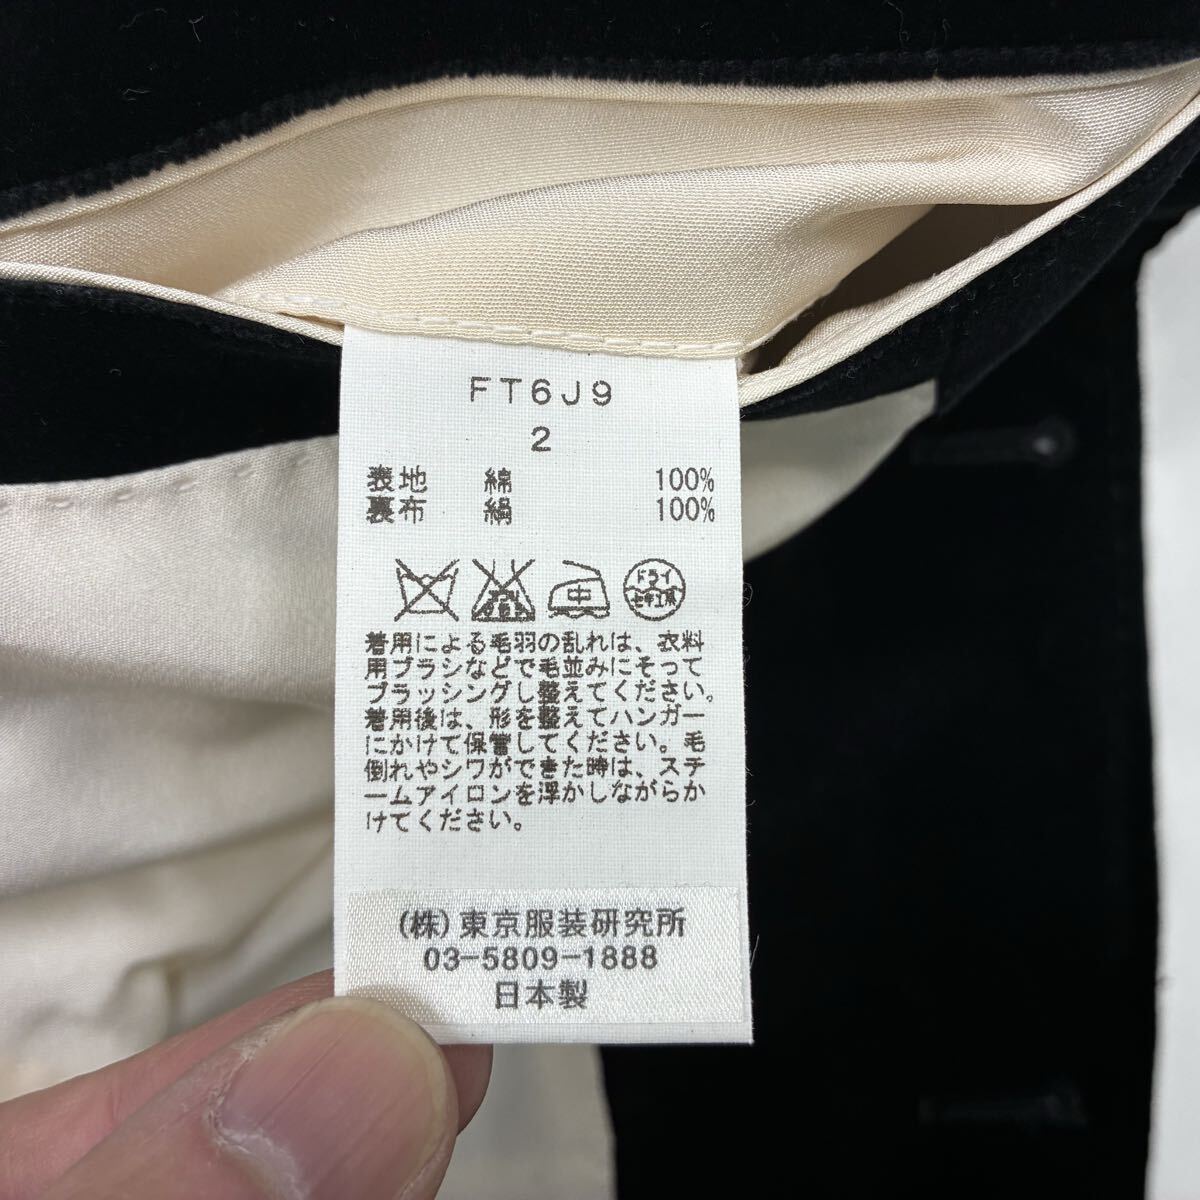 FT6J9
2
表地 綿 100%
裏布 絹 100%
中
ドライ
着用による毛羽の乱れは、衣料
用ブラシなどで毛並みにそって
ブラッシングし整えてください。
着用後は、形を整えてハンガー
にかけて保管してください。毛
倒れやシワができた時は、スチ
ームアイロンを浮かしながらか
けてください。
(株)東京服装研究所
03-5809-1888
日本製